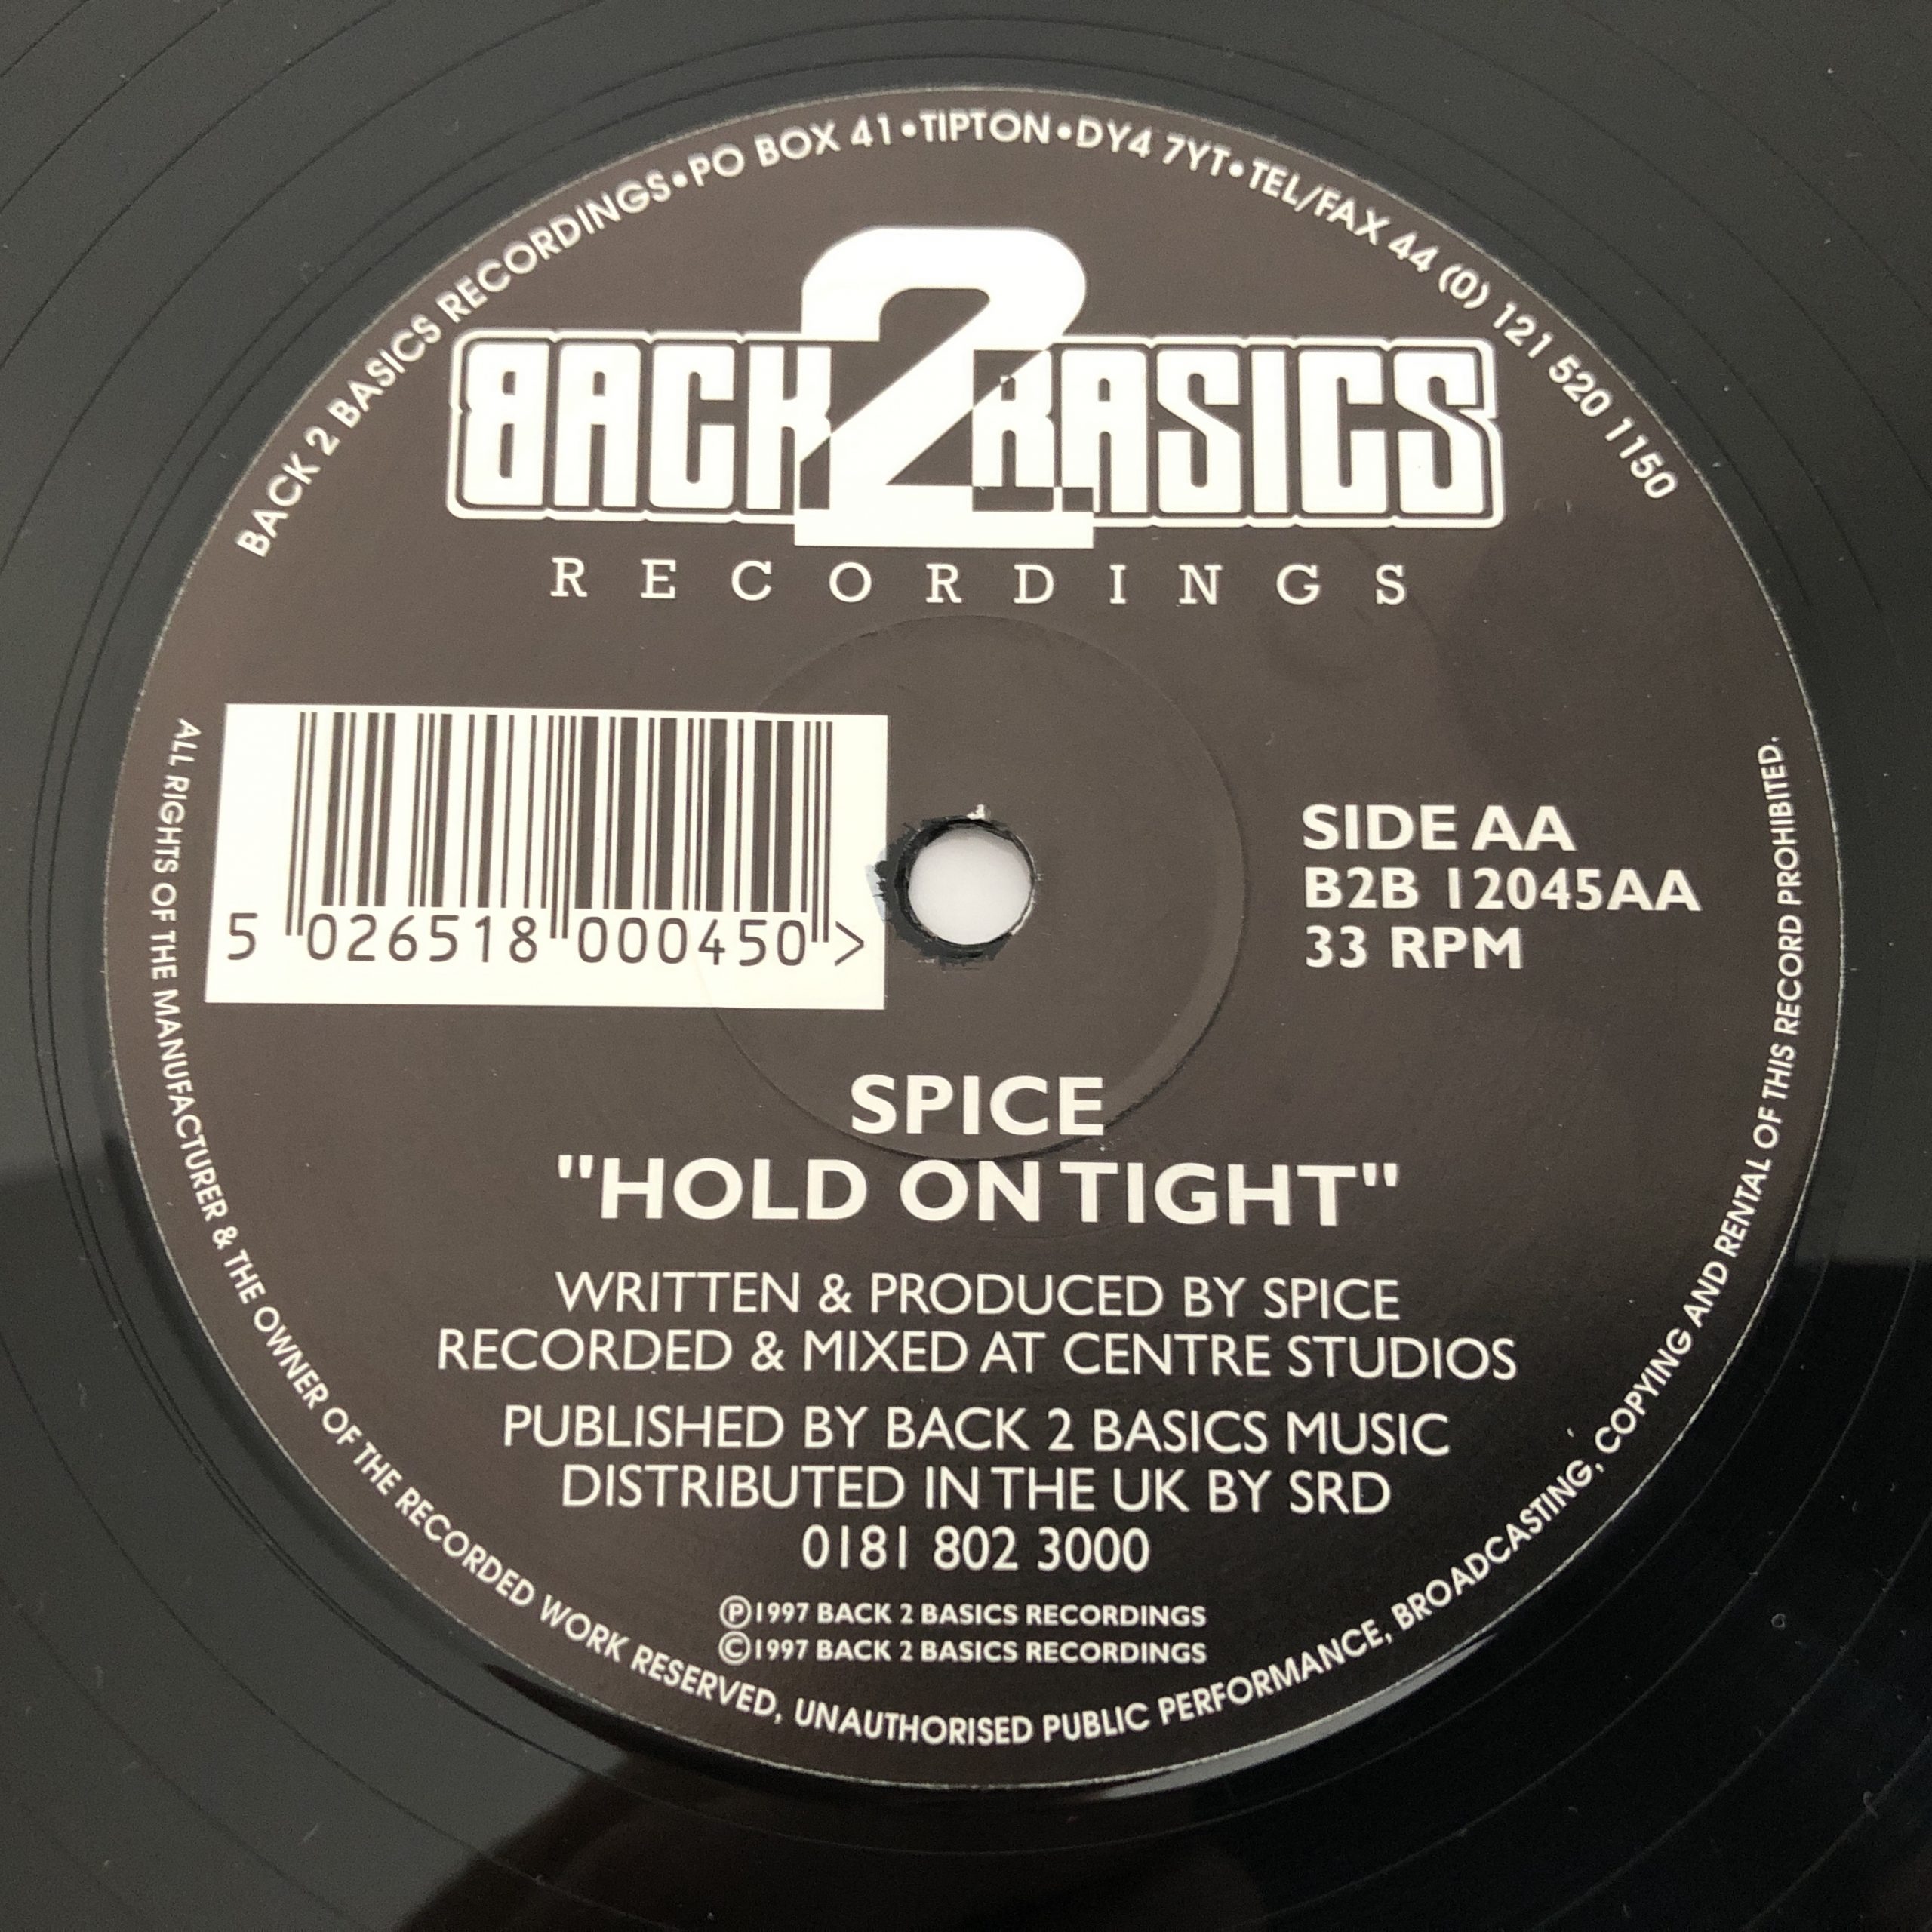 BACK 2 BASICS RECORDINGS•PO BOX 41•TIPTON•DY4 7YT•TEL/FAX 44 (0) 121 520 1150
BACK 2 BASICS
RECORDINGS
5 026518 000450 >
SIDE AA
B2B 12045AA
33 RPM
SPICE
"HOLD ON TIGHT"
WRITTEN & PRODUCED BY SPICE
RECORDED & MIXED AT CENTRE STUDIOS
PUBLISHED BY BACK 2 BASICS MUSIC
DISTRIBUTED IN THE UK BY SRD
0181 802 3000
℗1997 BACK 2 BASICS RECORDINGS
©1997 BACK 2 BASICS RECORDINGS
ALL RIGHTS OF THE MANUFACTURER & THE OWNER OF THE RECORDED WORK RESERVED, UNAUTHORISED PUBLIC PERFORMANCE, BROADCASTING, COPYING AND RENTAL OF THIS RECORD PROHIBITED.